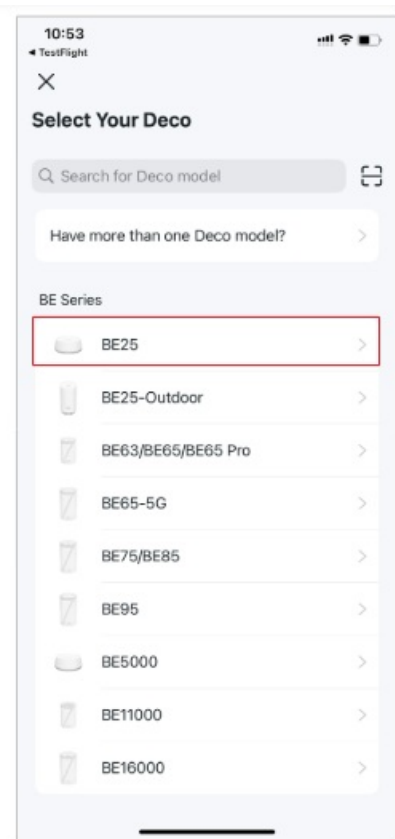 10:53
TestFlight
Select Your Deco
Search for Deco model
Have more than one Deco model?
BE Series
BE25
BE25-Outdoor
BE63/BE65/BE65 Pro
BE65-5G
BE75/BE85
BE95
BE5000
BE11000
BE16000